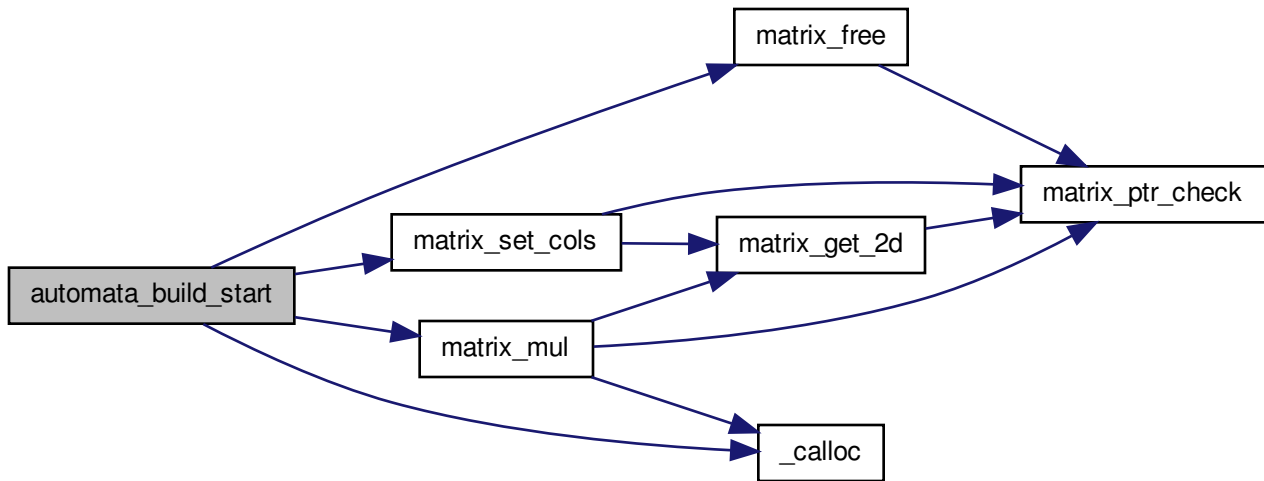 matrix_free
matrix_ptr_check
matrix_set_cols
matrix_get_2d
automata_build_start
matrix_mul
_calloc